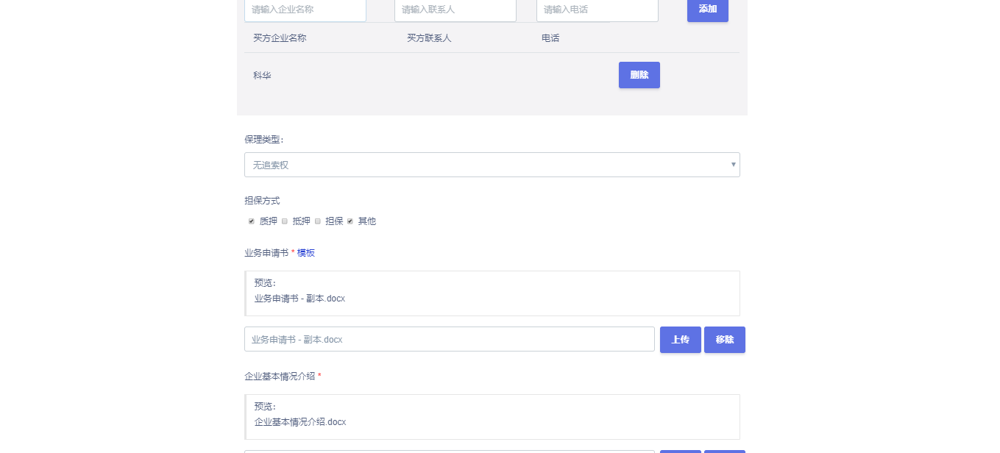 请输入企业名称 请输入联系人 请输入电话 添加
买方企业名称 买方联系人 电话
科华 删除
保理类型:
无追索权
担保方式
质押 抵押 担保 其他
业务申请书 * 模板
预览:
业务申请书 - 副本.docx
业务申请书 - 副本.docx 上传 移除
企业基本情况介绍 *
预览:
企业基本情况介绍.docx